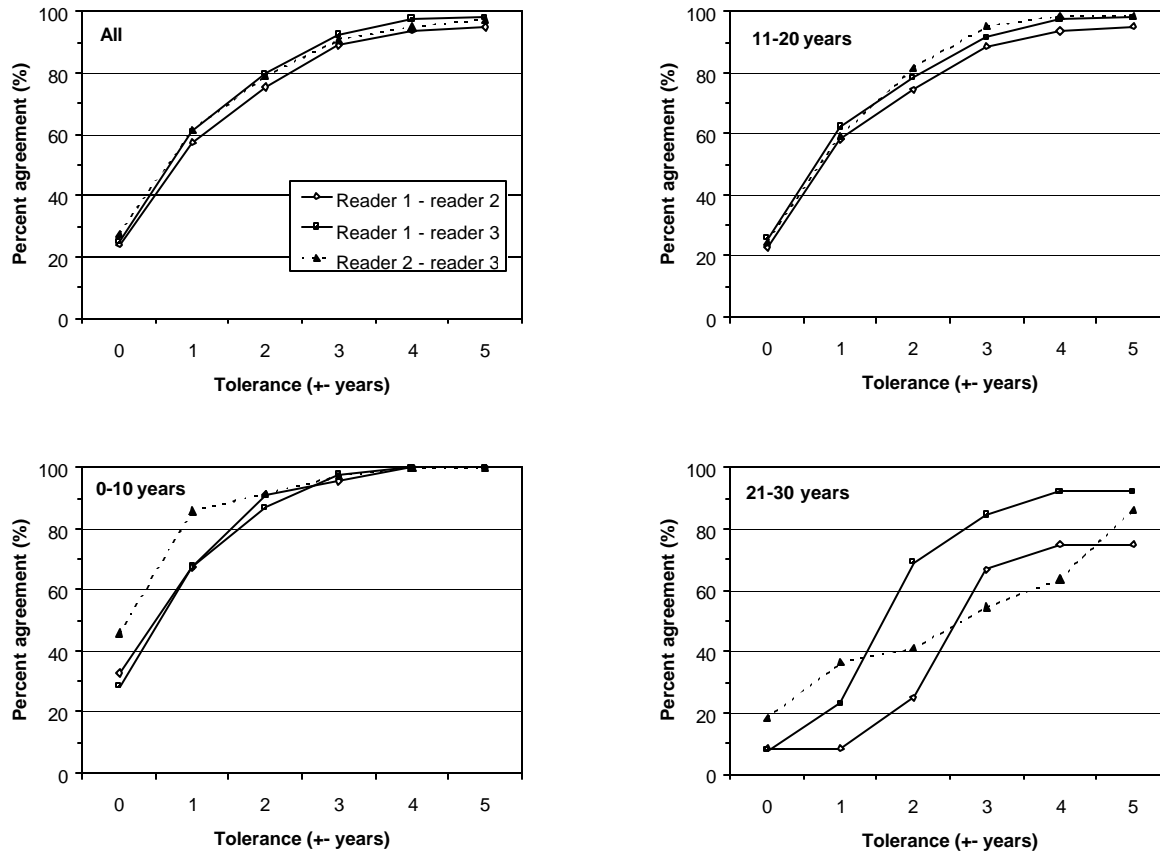 All
Percent agreement (%)
100
80
60
40
20
0
Reader 1 - reader 2
Reader 1 - reader 3
Reader 2 - reader 3
0 1 2 3 4 5
Tolerance (+- years)
11-20 years
Percent agreement (%)
100
80
60
40
20
0
0 1 2 3 4 5
Tolerance (+- years)
0-10 years
Percent agreement (%)
100
80
60
40
20
0
0 1 2 3 4 5
Tolerance (+- years)
21-30 years
Percent agreement (%)
100
80
60
40
20
0
0 1 2 3 4 5
Tolerance (+- years)